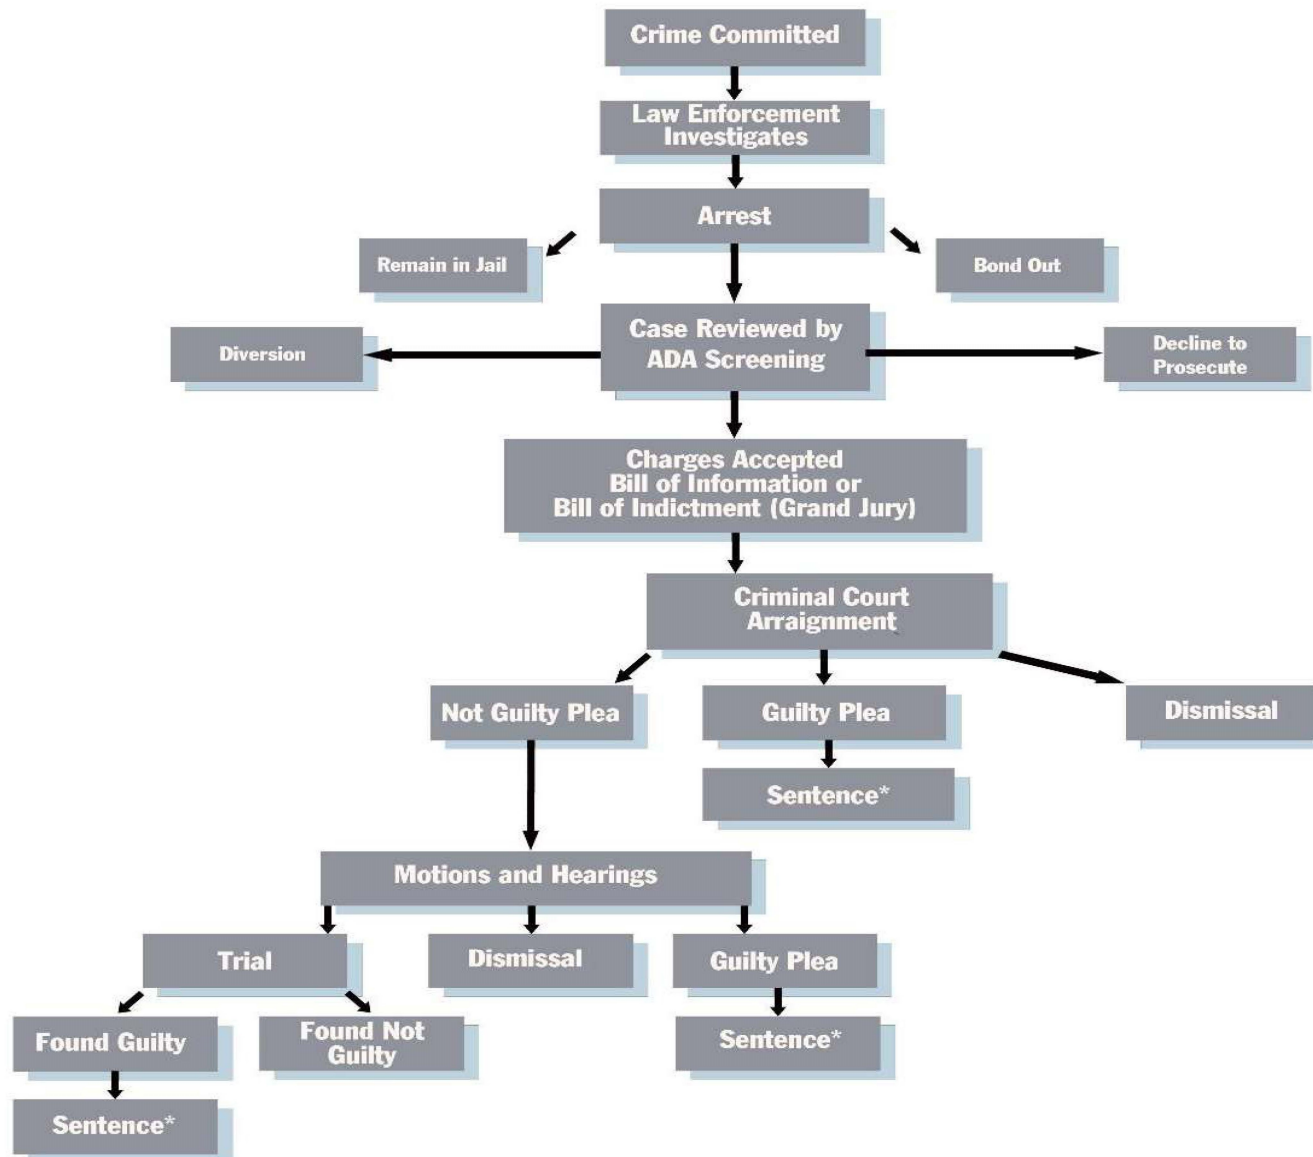 Crime Committed
Law Enforcement
Investigates
Arrest
Remain in Jail
Bond Out
Case Reviewed by
ADA Screening
Diversion
Decline to
Prosecute
Charges Accepted
Bill of Information or
Bill of Indictment (Grand Jury)
Criminal Court
Arraignment
Not Guilty Plea
Guilty Plea
Dismissal
Sentence*
Motions and Hearings
Trial
Dismissal
Guilty Plea
Found Guilty
Found Not
Guilty
Sentence*
Sentence*